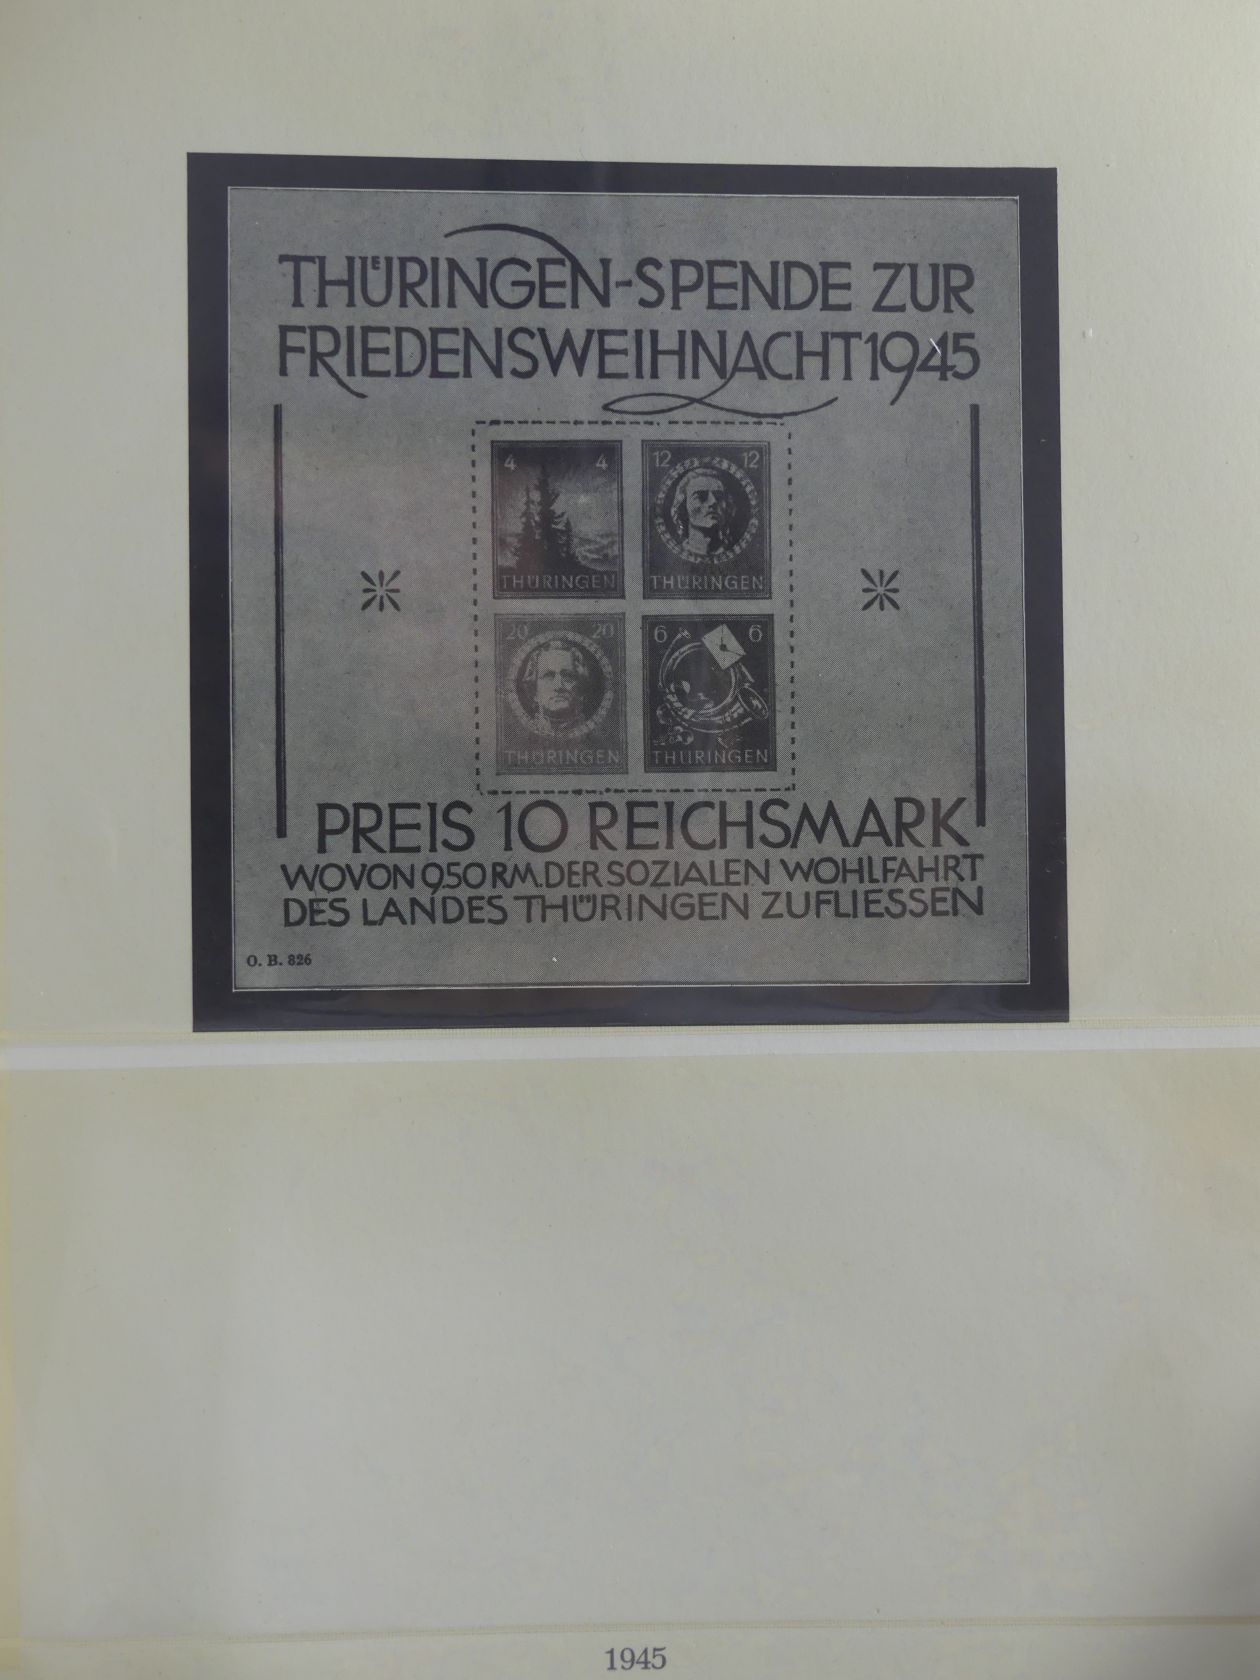 THÜRINGEN-SPENDE ZUR
FRIEDENSWEIHNACHT 1945
4 4
THÜRINGEN
12 12
THÜRINGEN
20 20
THÜRINGEN
6 6
THÜRINGEN
PREIS 10 REICHSMARK
WOVON 9.50 RM. DER SOZIALEN WOHLFAHRT
DES LANDES THÜRINGEN ZUFLIESSEN
O. B. 826
1945